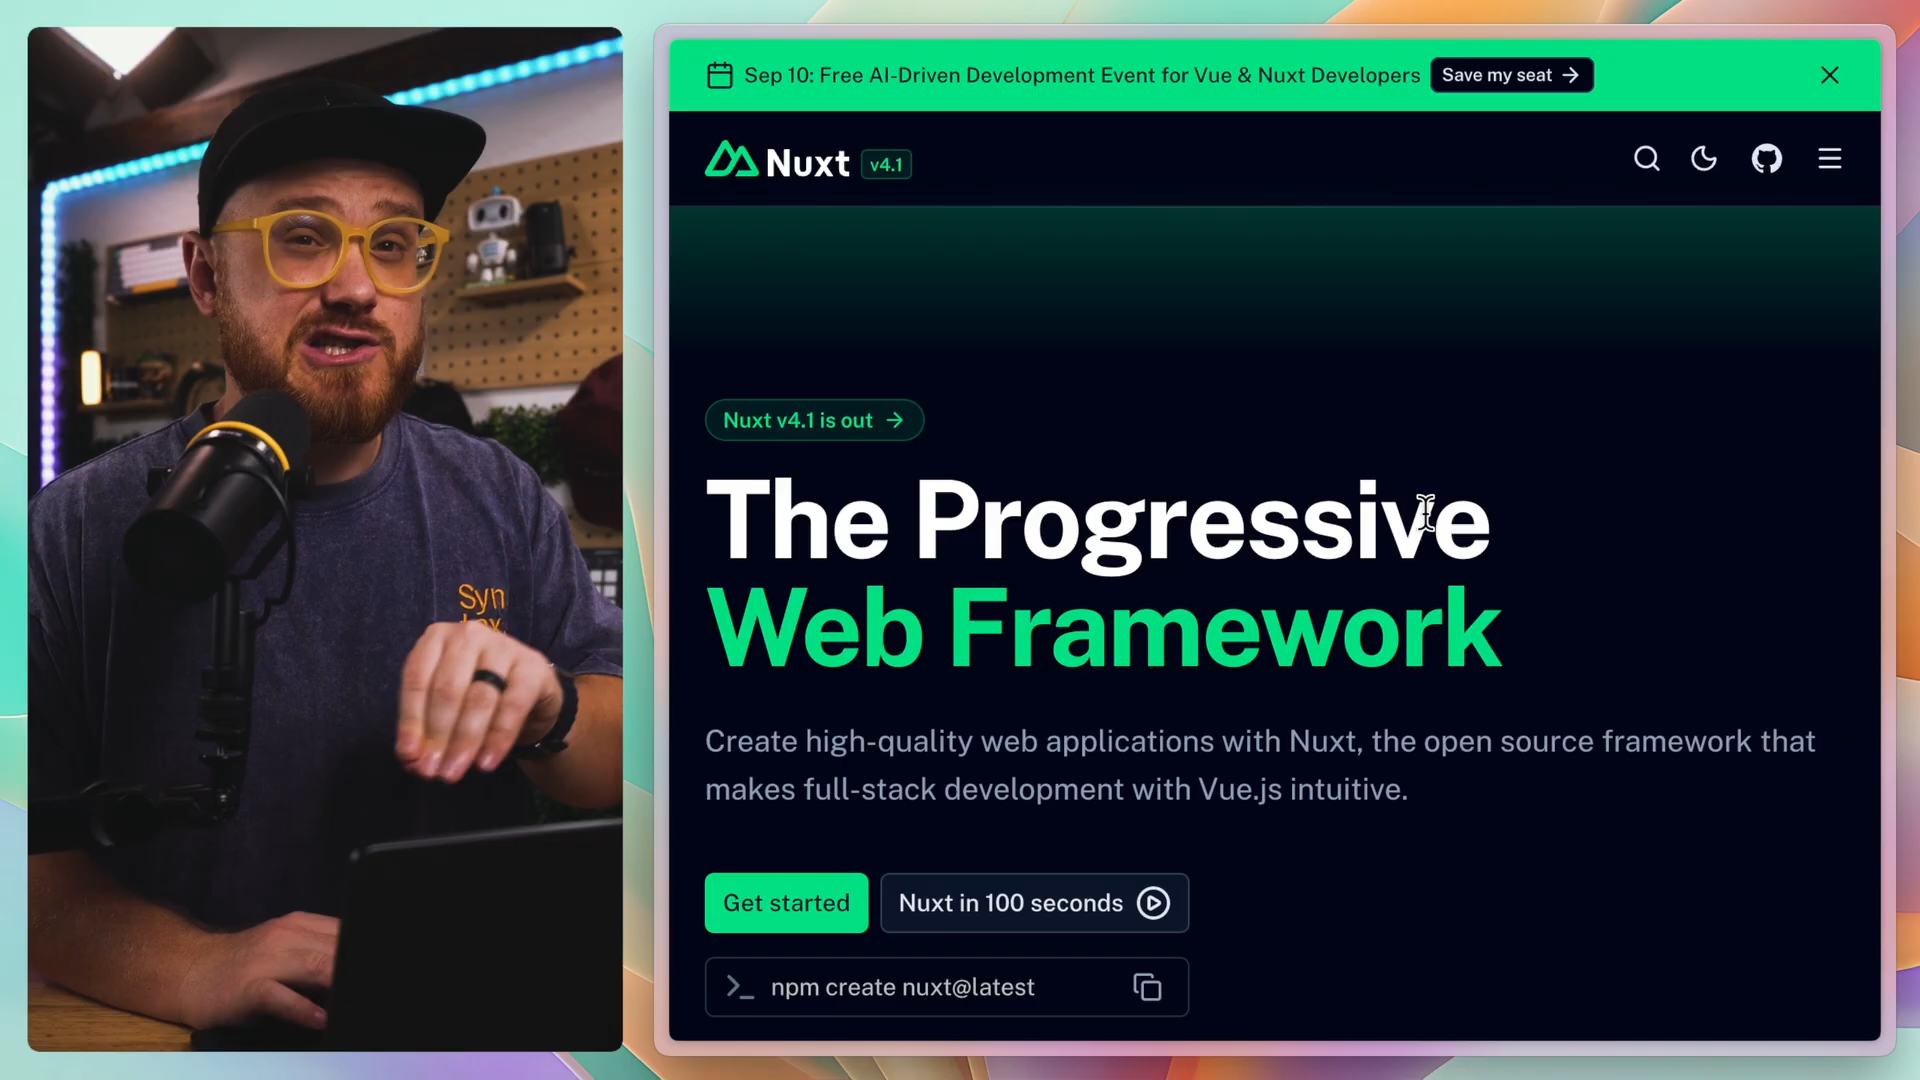 Sep 10: Free AI-Driven Development Event for Vue & Nuxt Developers
Save my seat
Nuxt v4.1
Nuxt v4.1 is out
The Progressive
Web Framework
Create high-quality web applications with Nuxt, the open source framework that
makes full-stack development with Vue.js intuitive.
Get started
Nuxt in 100 seconds
npm create nuxt@latest
Syn